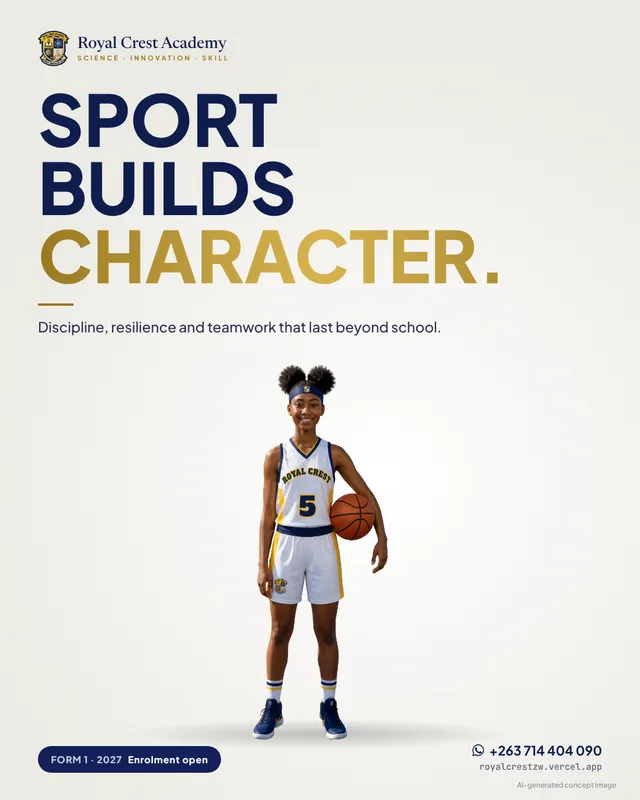 Royal Crest Academy
SCIENCE · INNOVATION · SKILL
SPORT
BUILDS
CHARACTER.
Discipline, resilience and teamwork that last beyond school.
ROYAL CREST
5
FORM 1 · 2027 Enrolment open
+263 714 404 090
royalcrestzw.vercel.app
AI-generated concept image